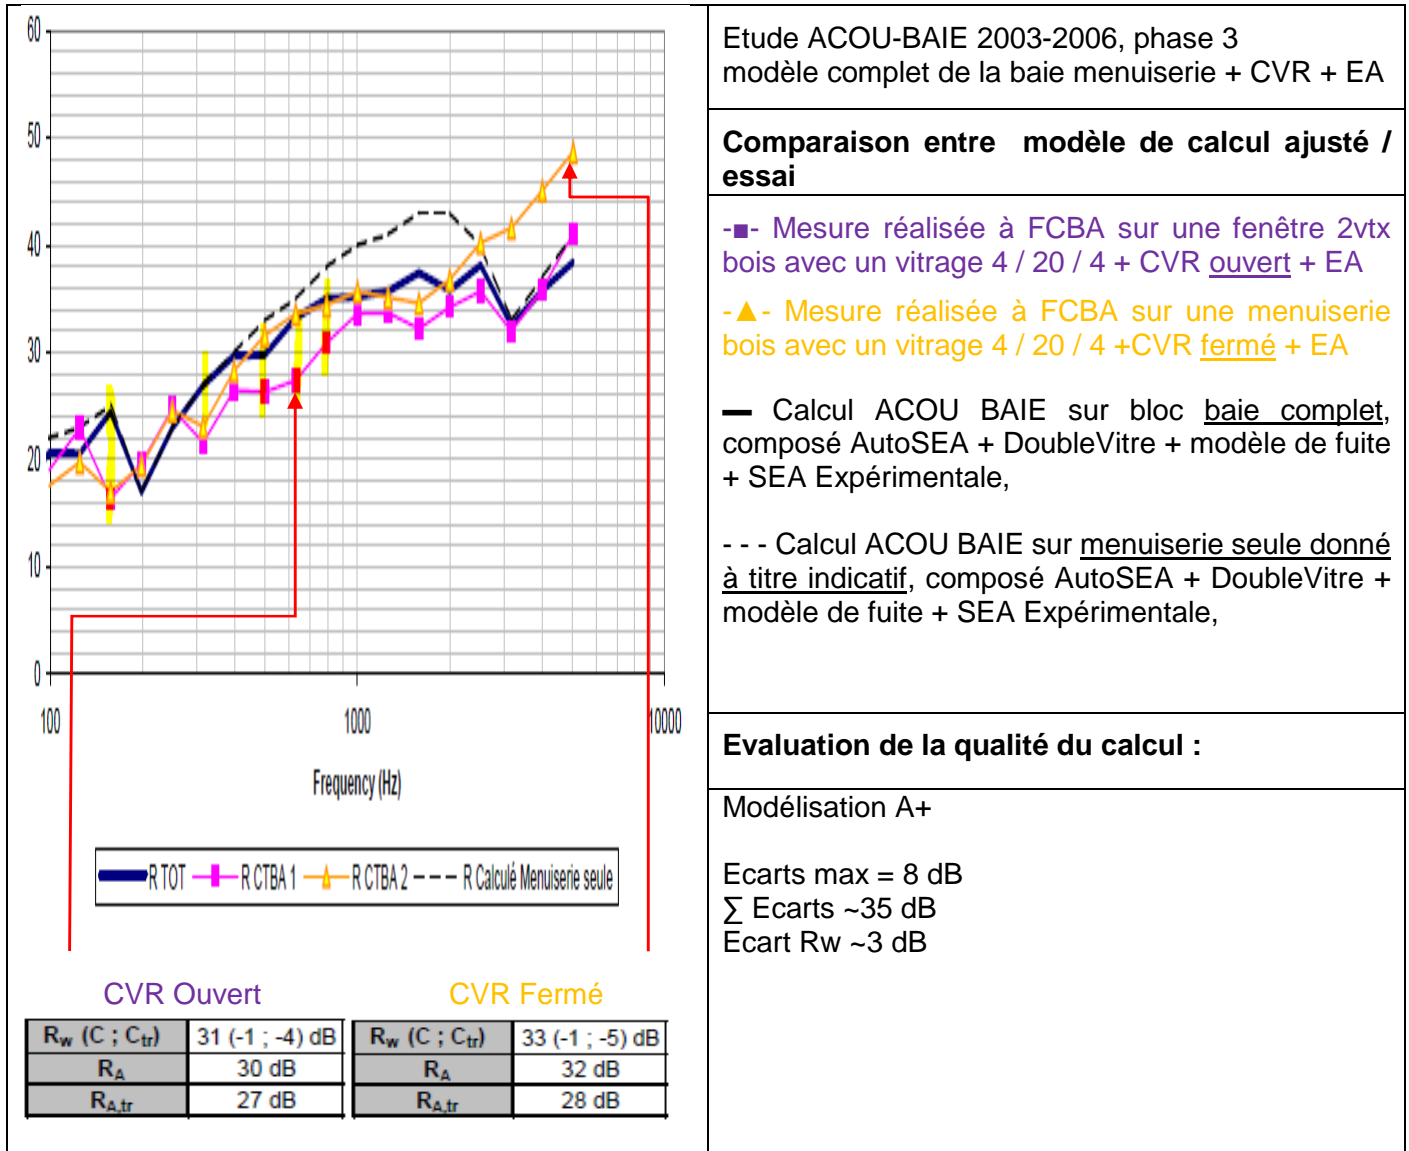 60
50
40
30
20
10
0
100
1000
10000
Frequency (Hz)
R TOT
R CTBA 1
R CTBA 2
R Calculé Menuiserie seule
CVR Ouvert
CVR Fermé
Rw (C ; Ctr) 31 (-1 ; -4) dB
RA 30 dB
RA,tr 27 dB
Rw (C ; Ctr) 33 (-1 ; -5) dB
RA 32 dB
RA,tr 28 dB
Etude ACOU-BAIE 2003-2006, phase 3
modèle complet de la baie menuiserie + CVR + EA
Comparaison entre modèle de calcul ajusté /
essai
-■- Mesure réalisée à FCBA sur une fenêtre 2vtx
bois avec un vitrage 4 / 20 / 4 + CVR ouvert + EA
-▲- Mesure réalisée à FCBA sur une menuiserie
bois avec un vitrage 4 / 20 / 4 +CVR fermé + EA
Calcul ACOU BAIE sur bloc baie complet,
composé AutoSEA + DoubleVitre + modèle de fuite
+ SEA Expérimentale,
- - - Calcul ACOU BAIE sur menuiserie seule donné
à titre indicatif, composé AutoSEA + DoubleVitre +
modèle de fuite + SEA Expérimentale,
Evaluation de la qualité du calcul :
Modélisation A+
Ecarts max = 8 dB
∑ Ecarts ~35 dB
Ecart Rw ~3 dB